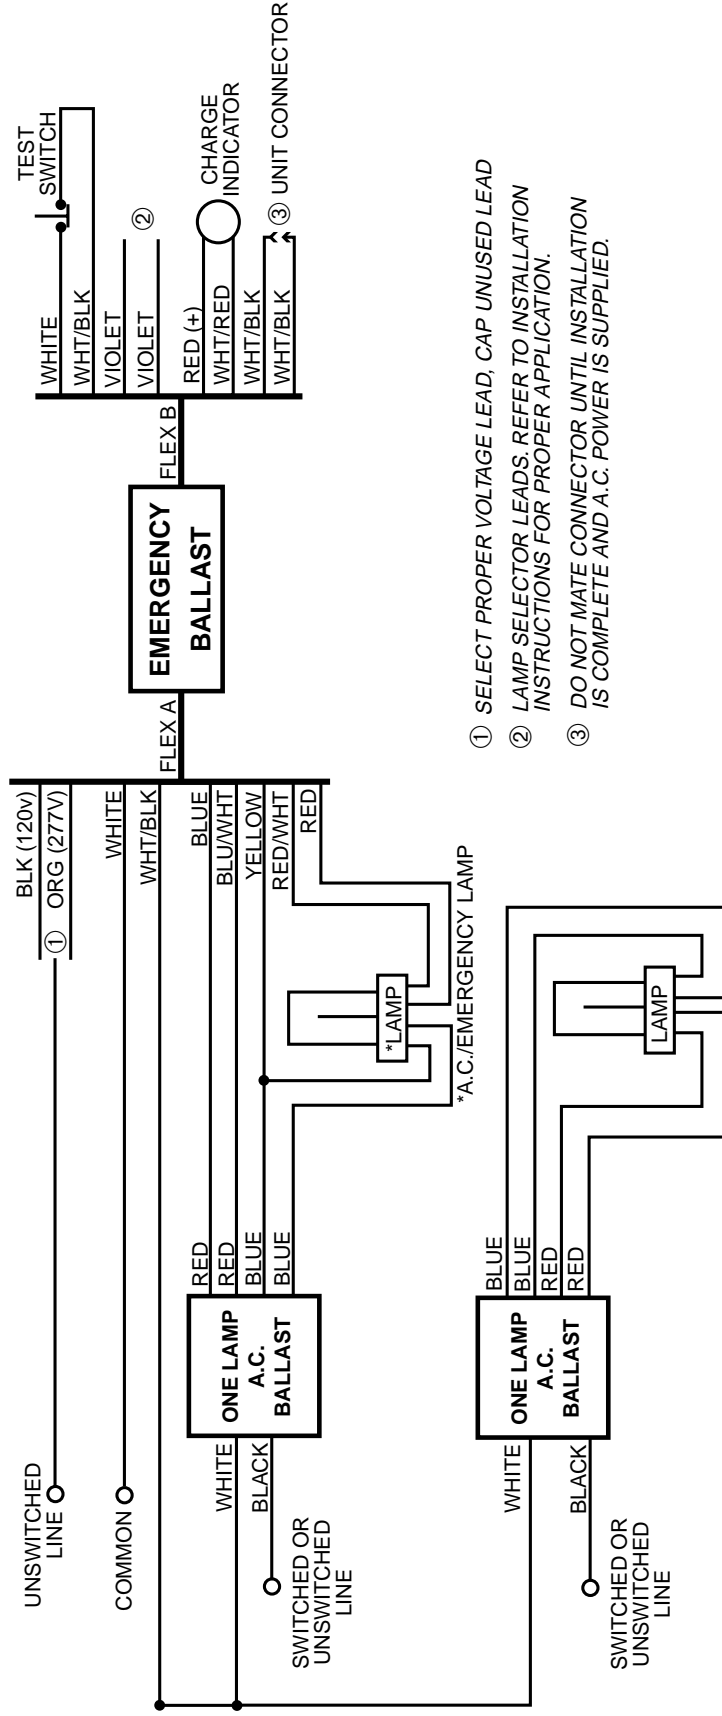 UNSWITCHED
LINE
COMMON
BLK (120v)
① ORG (277V)
WHITE
WHT/BLK
BLUE
BLU/WHT
YELLOW
RED/WHT
RED
FLEX A
EMERGENCY
BALLAST
FLEX B
WHITE
WHT/BLK
VIOLET
VIOLET
②
RED (+)
WHT/RED
WHT/BLK
WHT/BLK
TEST
SWITCH
CHARGE
INDICATOR
③ UNIT CONNECTOR
SWITCHED OR
UNSWITCHED
LINE
WHITE
BLACK
ONE LAMP
A.C.
BALLAST
RED
RED
BLUE
BLUE
*LAMP
*A.C./EMERGENCY LAMP
SWITCHED OR
UNSWITCHED
LINE
WHITE
BLACK
ONE LAMP
A.C.
BALLAST
BLUE
BLUE
RED
RED
LAMP
① SELECT PROPER VOLTAGE LEAD, CAP UNUSED LEAD
② LAMP SELECTOR LEADS. REFER TO INSTALLATION
INSTRUCTIONS FOR PROPER APPLICATION.
③ DO NOT MATE CONNECTOR UNTIL INSTALLATION
IS COMPLETE AND A.C. POWER IS SUPPLIED.